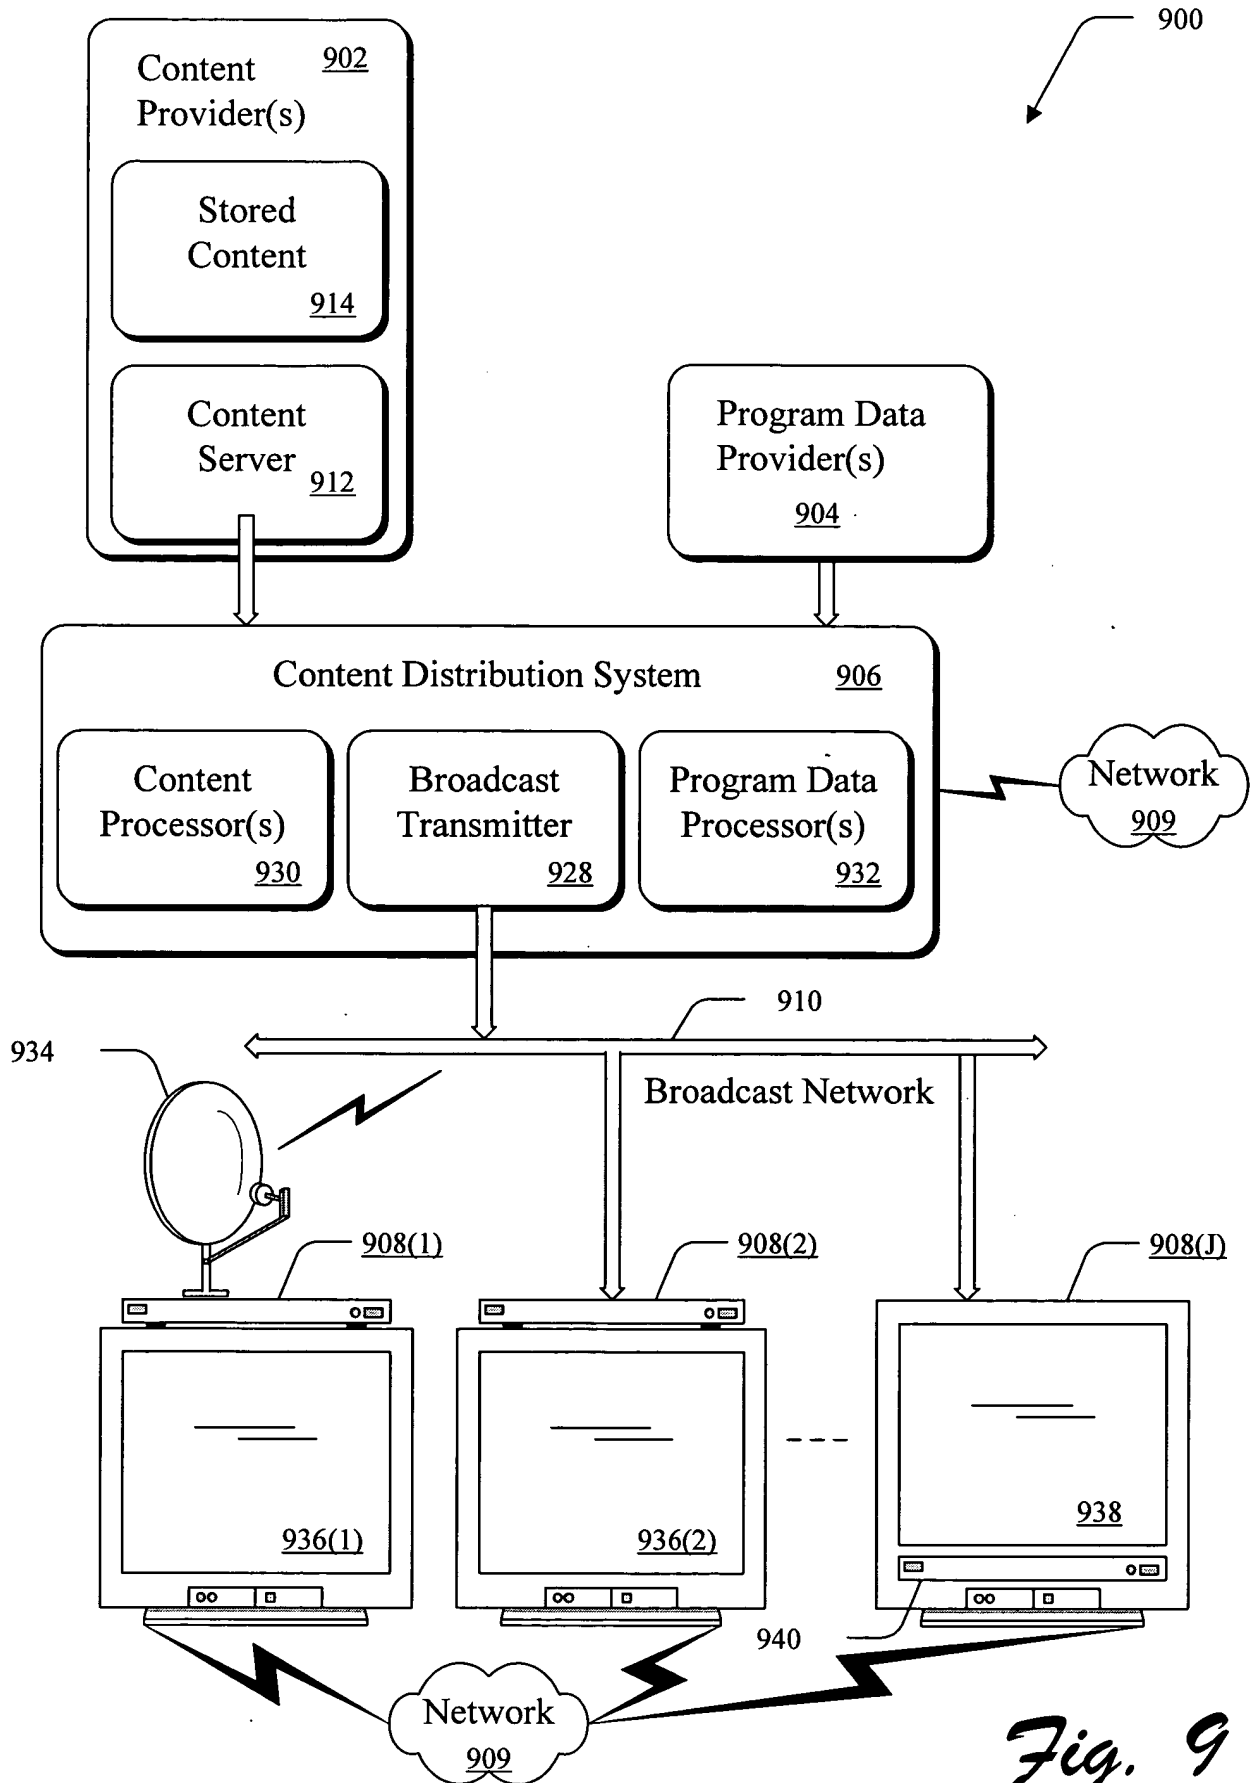 900
Content
Provider(s)
902
Stored
Content
914
Content
Server
912
Program Data
Provider(s)
904
Content Distribution System
906
Content
Processor(s)
930
Broadcast
Transmitter
928
Program Data
Processor(s)
932
Network
909
910
Broadcast Network
934
908(1)
908(2)
908(J)
936(1)
936(2)
938
940
Network
909
Fig. 9